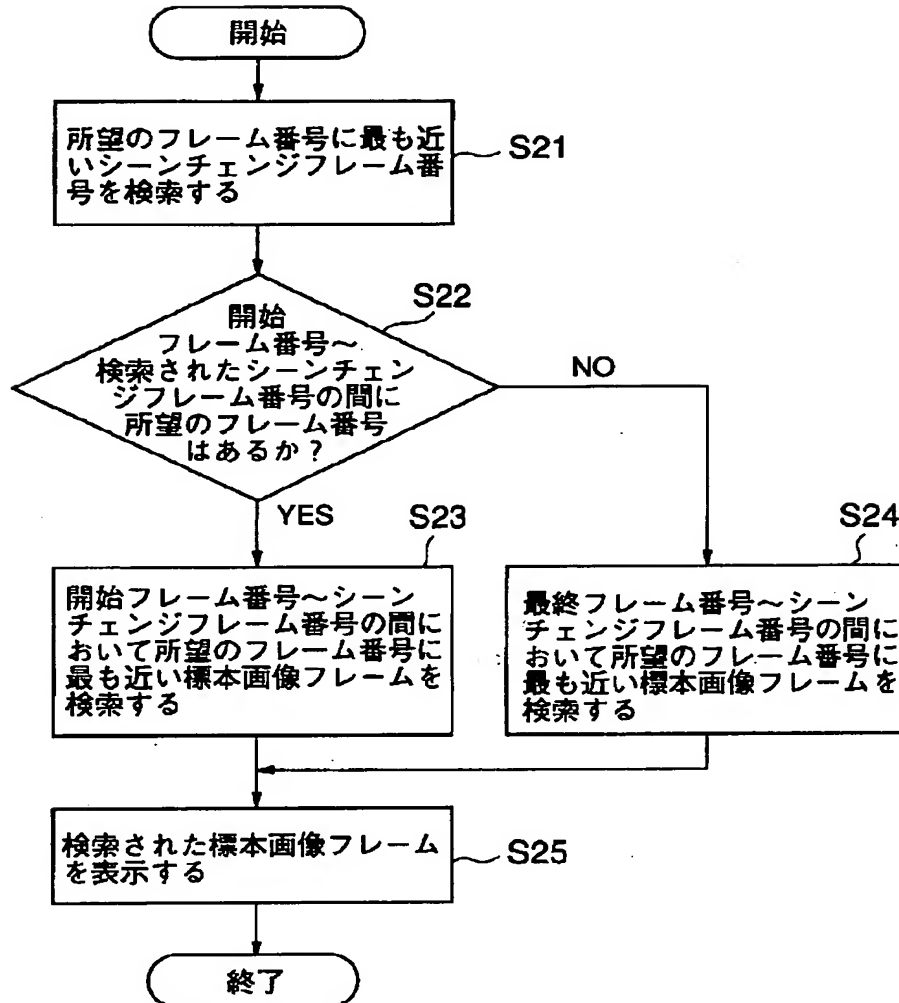 開始
所望のフレーム番号に最も近
いシーンチェンジフレーム番
号を検索する
S21
S22
開始
フレーム番号～
検索されたシーンチェン
ジフレーム番号の間に
所望のフレーム番号
はあるか？
NO
YES
S23
開始フレーム番号～シーン
チェンジフレーム番号の間に
おいて所望のフレーム番号に
最も近い標本画像フレームを
検索する
S24
最終フレーム番号～シーン
チェンジフレーム番号の間に
おいて所望のフレーム番号に
最も近い標本画像フレームを
検索する
検索された標本画像フレーム
を表示する
S25
終了